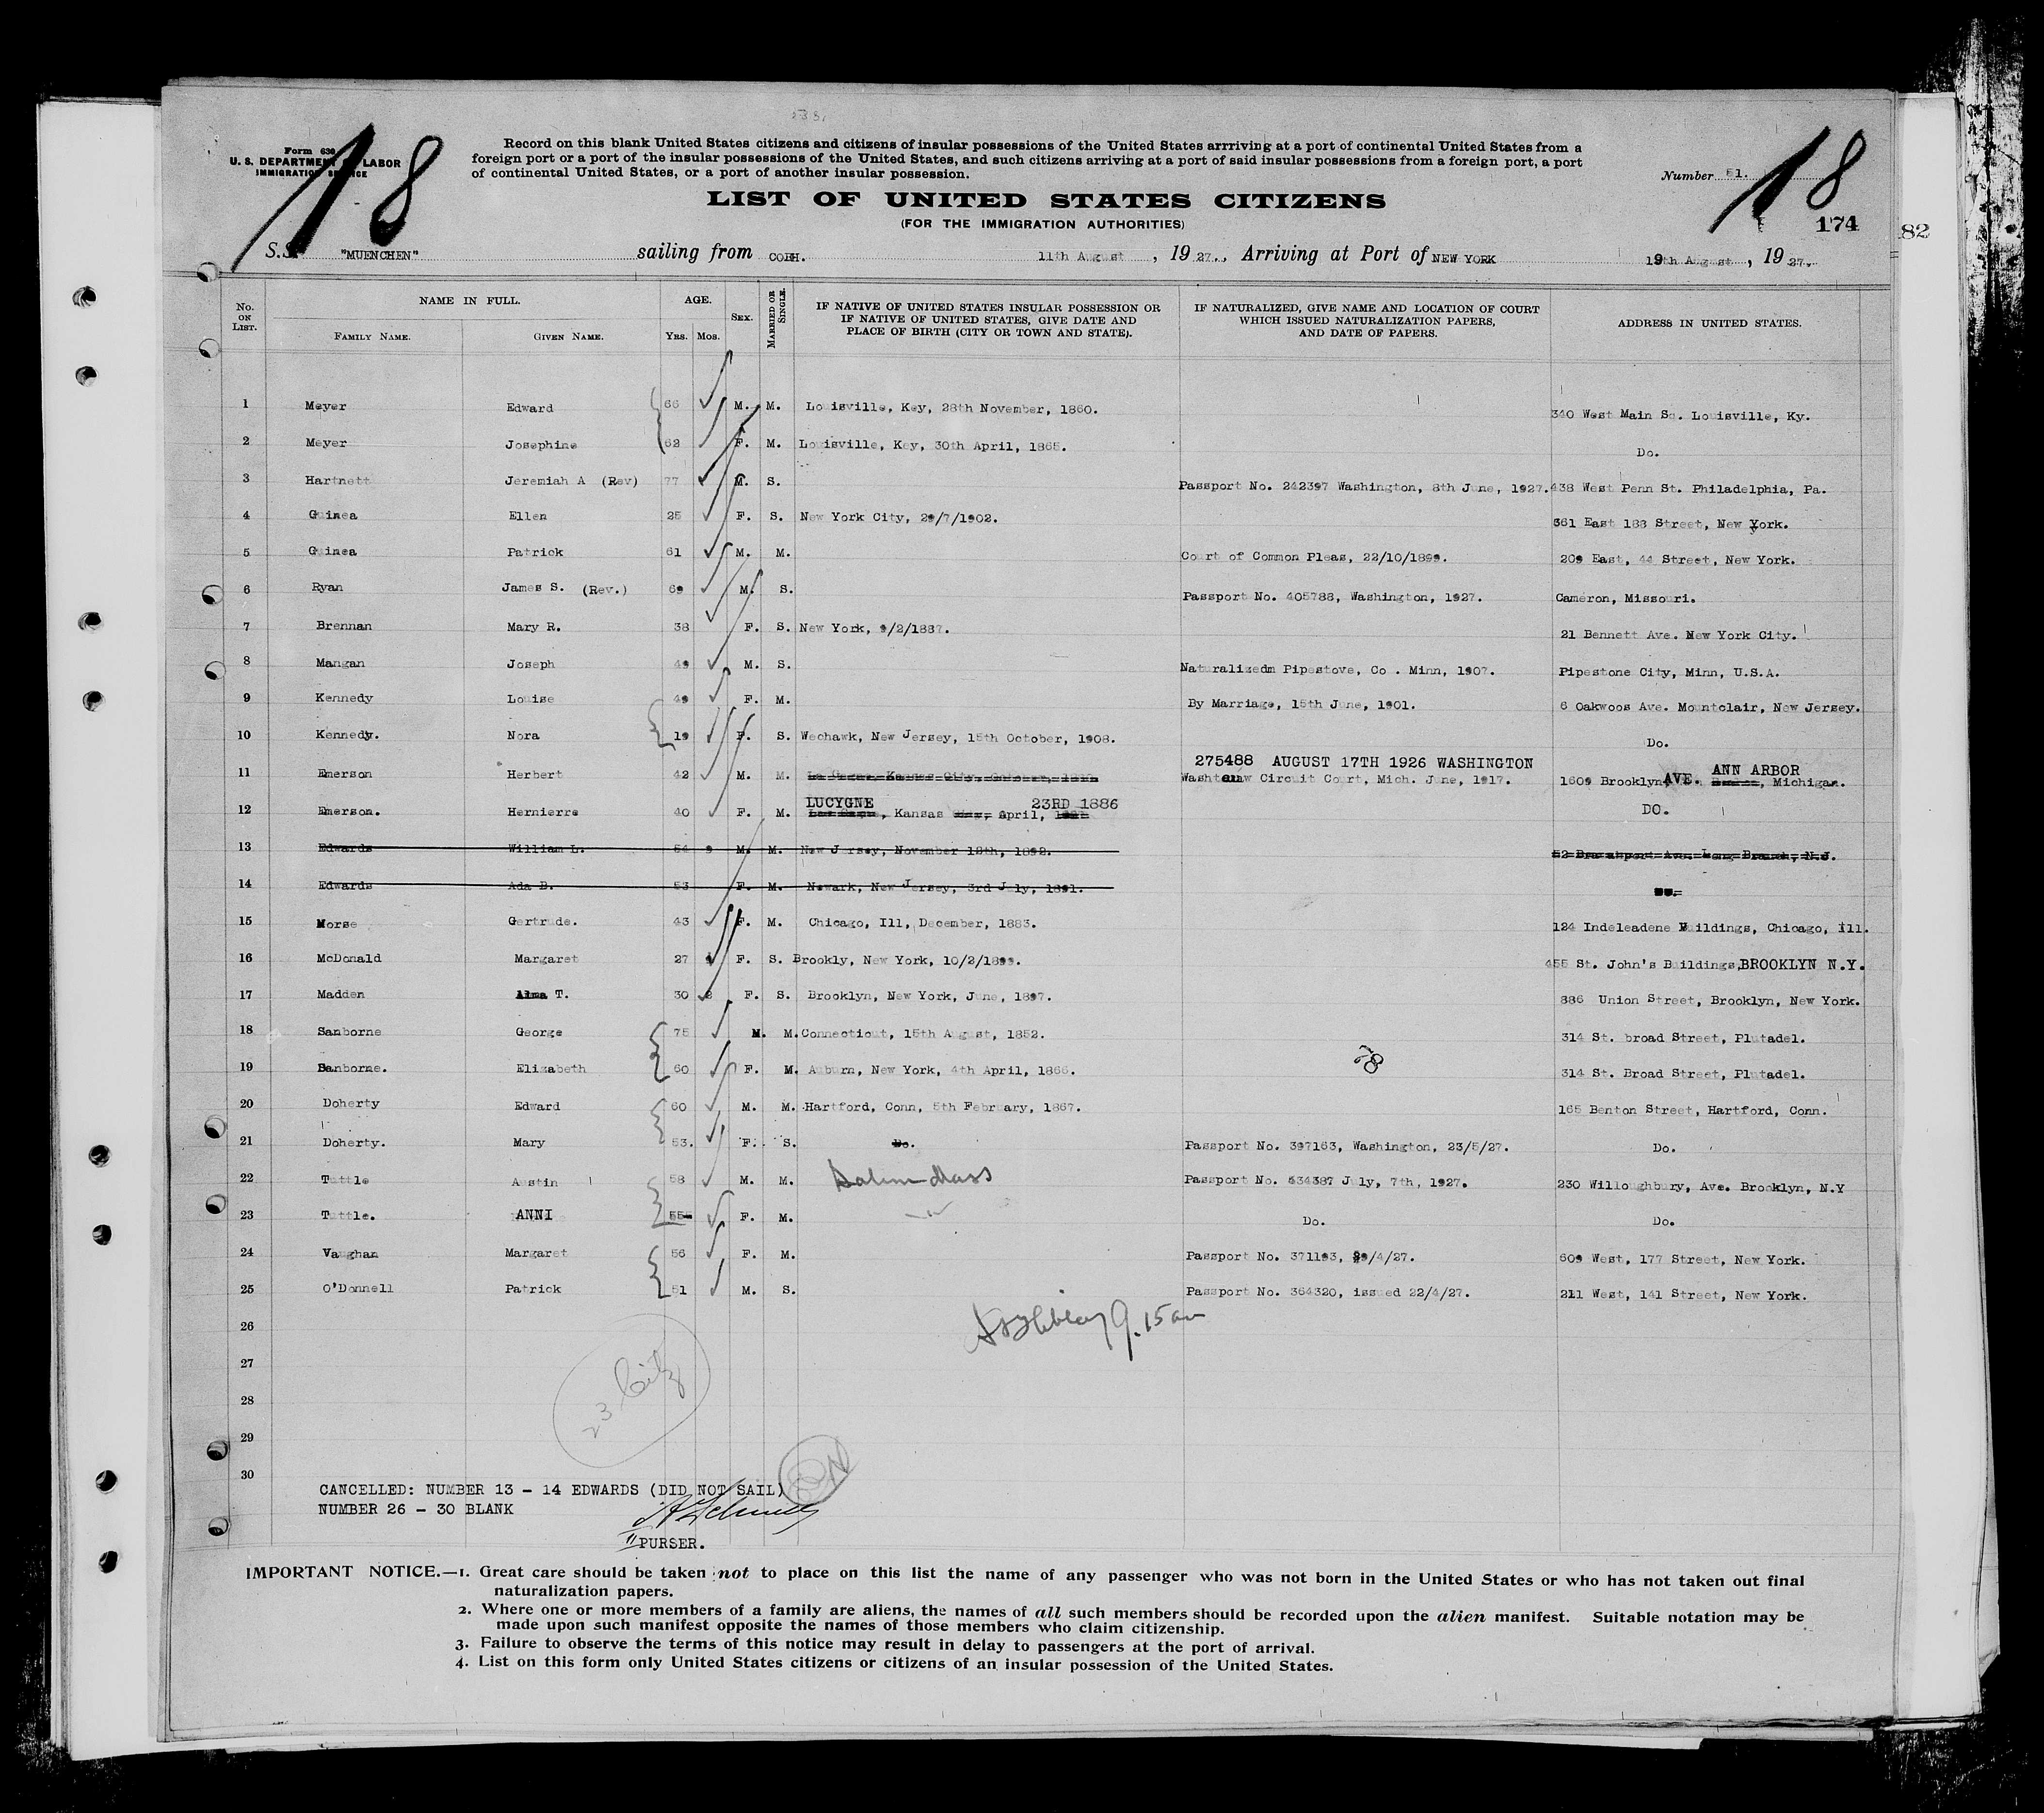 18
18
Form 630
U. S. DEPARTMENT OF LABOR
IMMIGRATION SERVICE
Record on this blank United States citizens and citizens of insular possessions of the United States arrriving at a port of continental United States from a
foreign port or a port of the insular possessions of the United States, and such citizens arriving at a port of said insular possessions from a foreign port, a port
of continental United States, or a port of another insular possession.
Number 51.
LIST OF UNITED STATES CITIZENS
(FOR THE IMMIGRATION AUTHORITIES)
174
82
S.S. "MUENCHEN" sailing from COBH. 11th August, 1927., Arriving at Port of NEW YORK 19th August, 1927.
No. ON LIST. NAME IN FULL. AGE. SEX. MARRIED OR SINGLE. IF NATIVE OF UNITED STATES INSULAR POSSESSION OR IF NATIVE OF UNITED STATES, GIVE DATE AND PLACE OF BIRTH (CITY OR TOWN AND STATE). IF NATURALIZED, GIVE NAME AND LOCATION OF COURT WHICH ISSUED NATURALIZATION PAPERS, AND DATE OF PAPERS. ADDRESS IN UNITED STATES.
FAMILY NAME. GIVEN NAME. YRS. MOS.
1 Meyer Edward 66 M. M. Louisville, Key, 28th November, 1860. 340 West Main Sq. Louisville, Ky.
2 Meyer Josephine 62 F. M. Louisville, Key, 30th April, 1865. Do.
3 Hartnett Jeremiah A (Rev) 77 M. S. Passport No. 242397 Washington, 8th June, 1927. 438 West Penn St. Philadelphia, Pa.
4 Guinea Ellen 25 F. S. New York City, 29/7/1902. 361 East 188 Street, New York.
5 Guinea Patrick 61 M. M. Court of Common Pleas, 22/10/1899. 209 East, 44 Street, New York.
6 Ryan James S. (Rev.) 69 M. S. Passport No. 405788, Washington, 1927. Cameron, Missouri.
7 Brennan Mary R. 38 F. S. New York, 9/2/1887. 21 Bennett Ave. New York City.
8 Mangan Joseph 49 M. S. Naturalizedm Pipestove, Co . Minn, 1907. Pipestone City, Minn, U.S.A.
9 Kennedy Louise 49 F. M. By Marriage, 15th June, 1901. 6 Oakwoos Ave. Mountclair, New Jersey.
10 Kennedy. Nora 19 F. S. Wechawk, New Jersey, 15th October, 1908. Do.
275488 AUGUST 17TH 1926 WASHINGTON
11 Emerson Herbert 42 M. M. Washtenaw Circuit Court, Mich. June, 1917. 1609 Brooklyn, AVE. ANN ARBOR Michigan.
LUCYGNE 23RD 1886
12 Emerson. Hernierre 40 F. M. , Kansas April, DO.
13 Edwards William L. 54 9 M. M. New Jersey, November 12th, 1892. 52 Ave. Long Branch, N.J.
14 Edwards Ada B. 53 F. M. Newark, New Jersey, 3rd July, 1891. Do.
15 Morse Gertrude. 43 F. M. Chicago, Ill, December, 1883. 124 Indeleadene Buildings, Chicago, Ill.
16 McDonald Margaret 27 F. S. Brookly, New York, 10/2/1899. 455 St. John's Buildings, BROOKLYN N.Y.
17 Madden Alma T. 30 F. S. Brooklyn, New York, June, 1897. 886 Union Street, Brooklyn, New York.
18 Sanborne George 75 M. M. Connecticut, 15th August, 1852. 314 St. broad Street, Plutadel.
19 Sanborne. Elizabeth 60 F. M. Auburn, New York, 4th April, 1866. 314 St. Broad Street, Plutadel.
20 Doherty Edward 60 M. M. Hartford, Conn, 5th February, 1867. 165 Benton Street, Hartford, Conn.
21 Doherty. Mary 53. F. S. Do. Passport No. 397163, Washington, 23/5/27. Do.
22 Tuttle Austin 58 M. M. Salem Mass Passport No. 434387 July, 7th, 1927. 230 Willoughbury, Ave. Brooklyn, N.Y
23 Tuttle. ANNI 55 F. M. Do. Do.
24 Vaughan Margaret 56 F. M. Passport No. 371193, 29/4/27. 609 West, 177 Street, New York.
25 O'Donnell Patrick 51 M. S. Passport No. 364320, issued 22/4/27. 211 West, 141 Street, New York.
26
9.15 am
27
23 Citz
28
29
30
CANCELLED: NUMBER 13 - 14 EDWARDS (DID NOT SAIL)
NUMBER 26 - 30 BLANK
PURSER.
IMPORTANT NOTICE.—1. Great care should be taken not to place on this list the name of any passenger who was not born in the United States or who has not taken out final
naturalization papers.
2. Where one or more members of a family are aliens, the names of all such members should be recorded upon the alien manifest. Suitable notation may be
made upon such manifest opposite the names of those members who claim citizenship.
3. Failure to observe the terms of this notice may result in delay to passengers at the port of arrival.
4. List on this form only United States citizens or citizens of an insular possession of the United States.